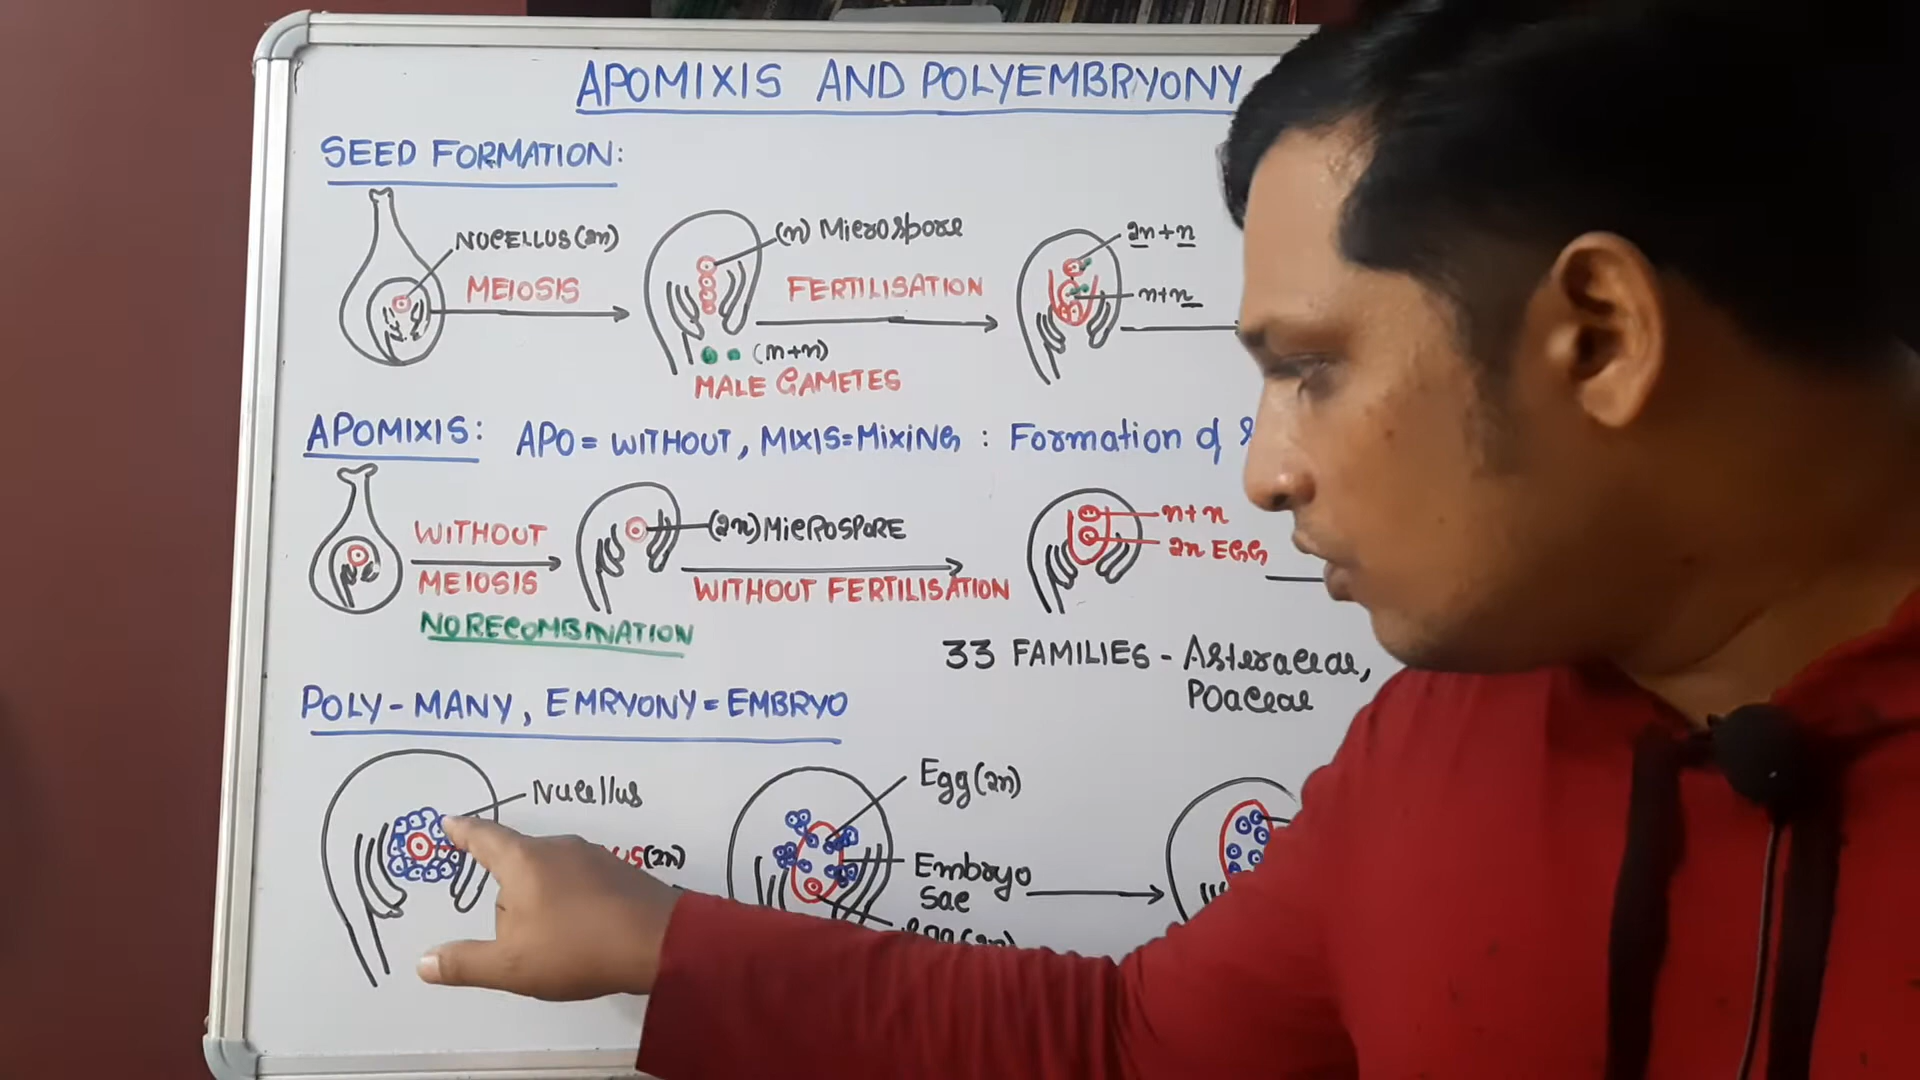 APOMIXIS AND POLYEMBRYONY
SEED FORMATION:
NUCELLUS(2n)
MEIOSIS
(n) Microspore
FERTILISATION
(n+n)
MALE GAMETES
2n+n
n+n
APOMIXIS: APO = WITHOUT, MIXIS=MIXING : Formation of
WITHOUT
MEIOSIS
NO RECOMBINATION
(2n) MICROSPORE
WITHOUT FERTILISATION
n+n
2n EGG
33 FAMILIES - Asteraceae,
POaceae
POLY-MANY, EMRYONY=EMBRYO
Nucellus
(2n)
Egg(2n)
Embryo
Sac